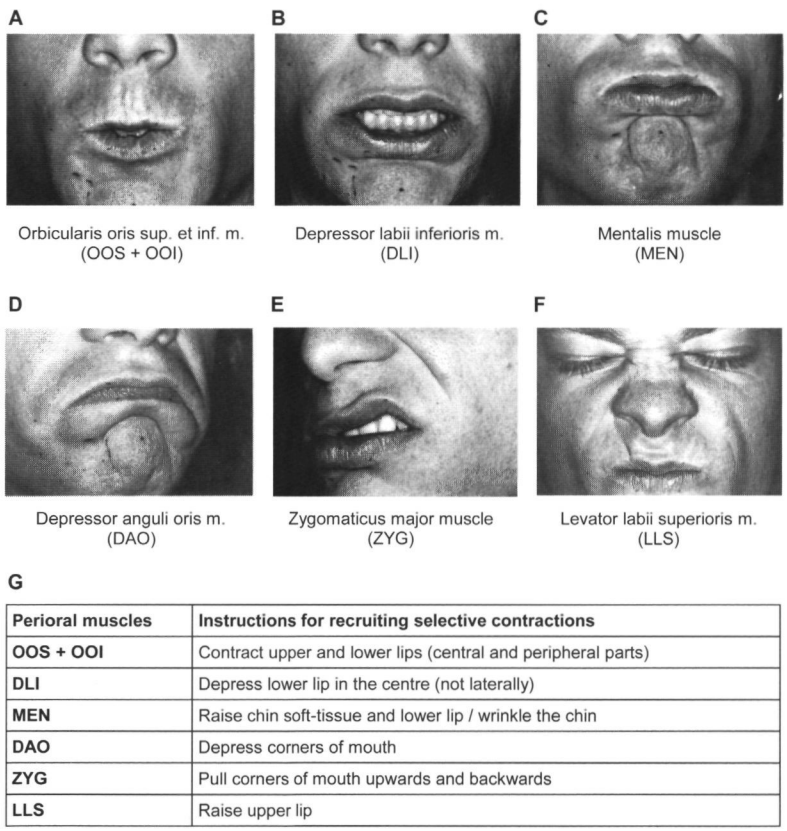 A
B
C
Orbicularis oris sup. et inf. m.
(OOS + OOI)
Depressor labii inferioris m.
(DLI)
Mentalis muscle
(MEN)
D
E
F
Depressor anguli oris m.
(DAO)
Zygomaticus major muscle
(ZYG)
Levator labii superioris m.
(LLS)
G
Perioral muscles Instructions for recruiting selective contractions
OOS + OOI Contract upper and lower lips (central and peripheral parts)
DLI Depress lower lip in the centre (not laterally)
MEN Raise chin soft-tissue and lower lip / wrinkle the chin
DAO Depress corners of mouth
ZYG Pull corners of mouth upwards and backwards
LLS Raise upper lip